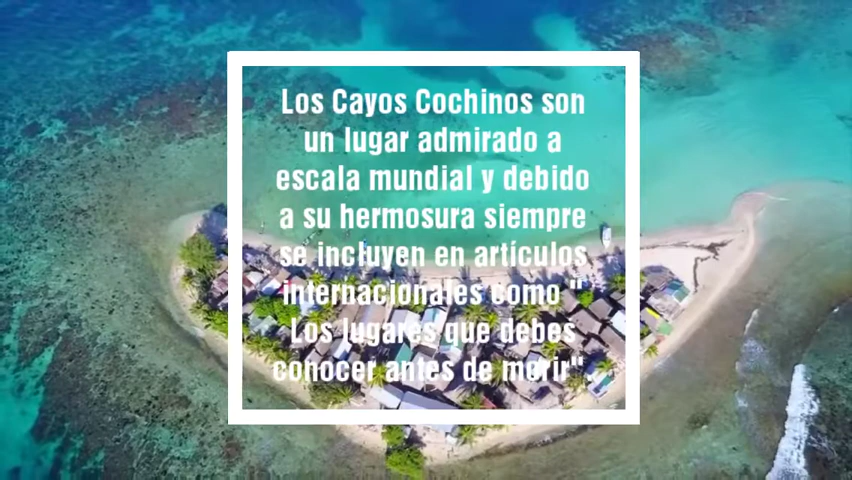 Los Cayos Cochinos son
un lugar admirado a
escala mundial y debido
a su hermosura siempre
se incluyen en artículos
internacionales como "
Los lugares que debes
conocer antes de morir".